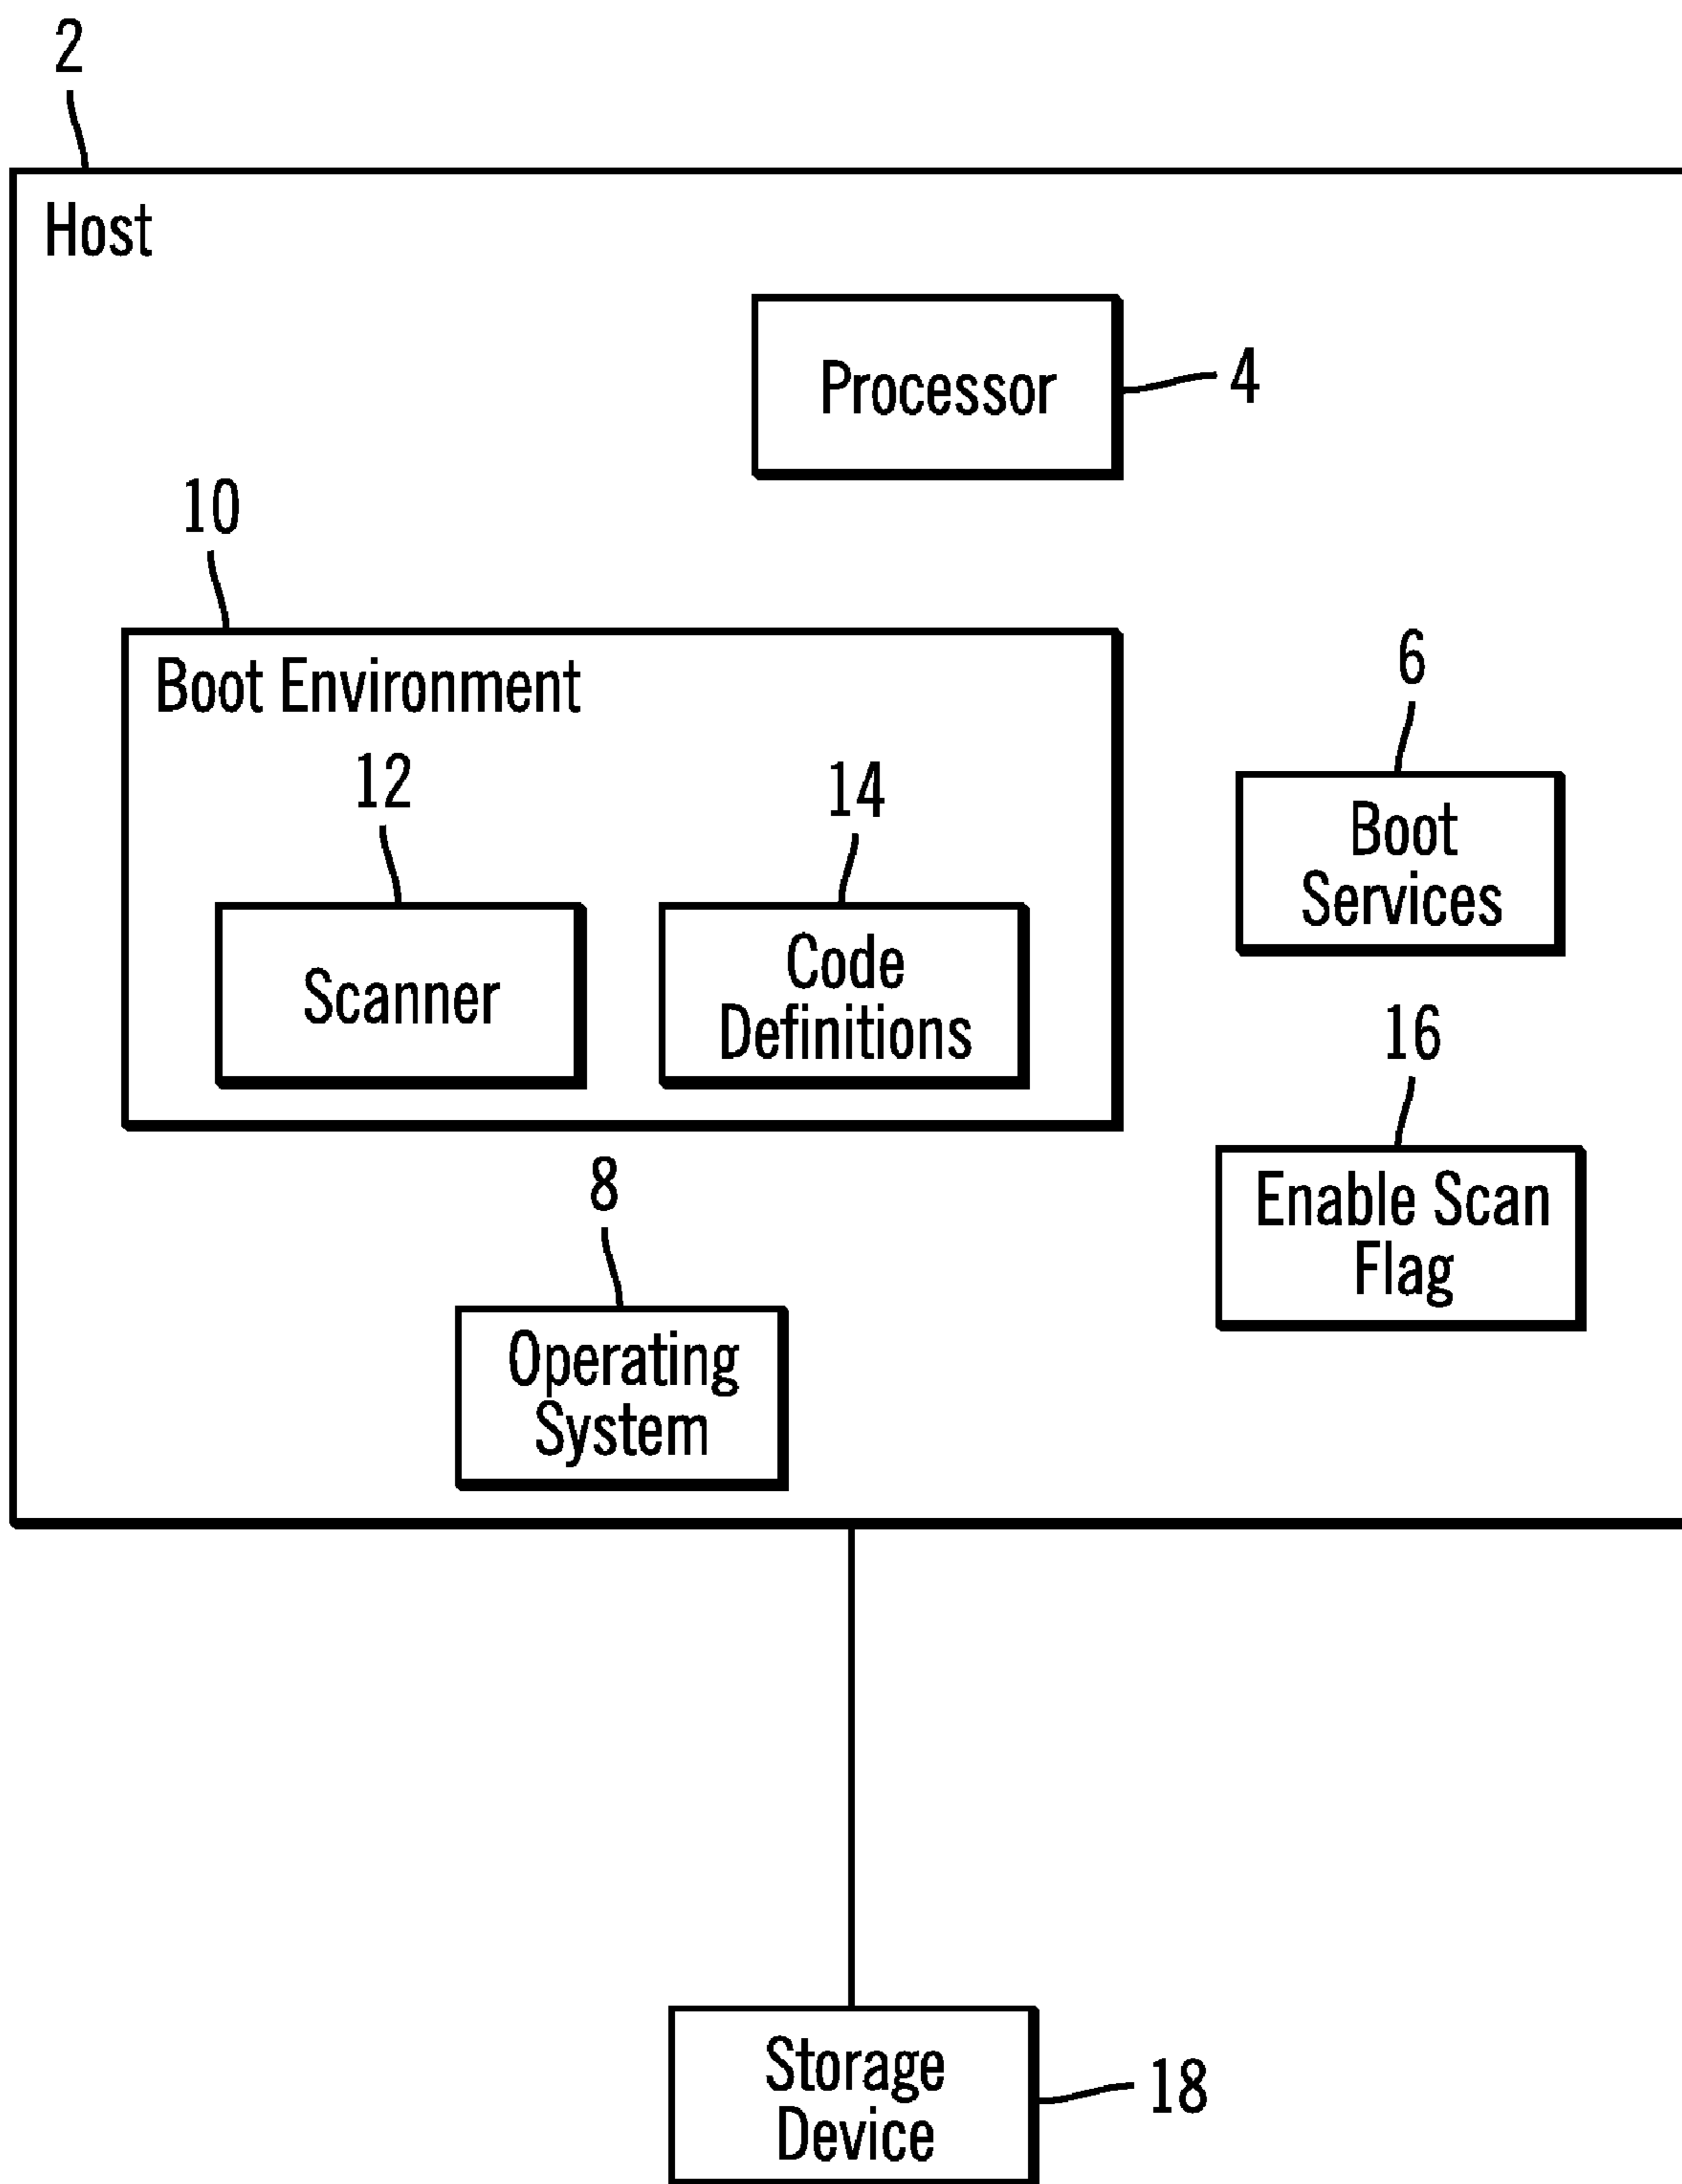 2
Host
Processor
4
10
Boot Environment
6
12
14
Boot
Services
Scanner
Code
Definitions
16
8
Enable Scan
Flag
Operating
System
Storage
Device
18